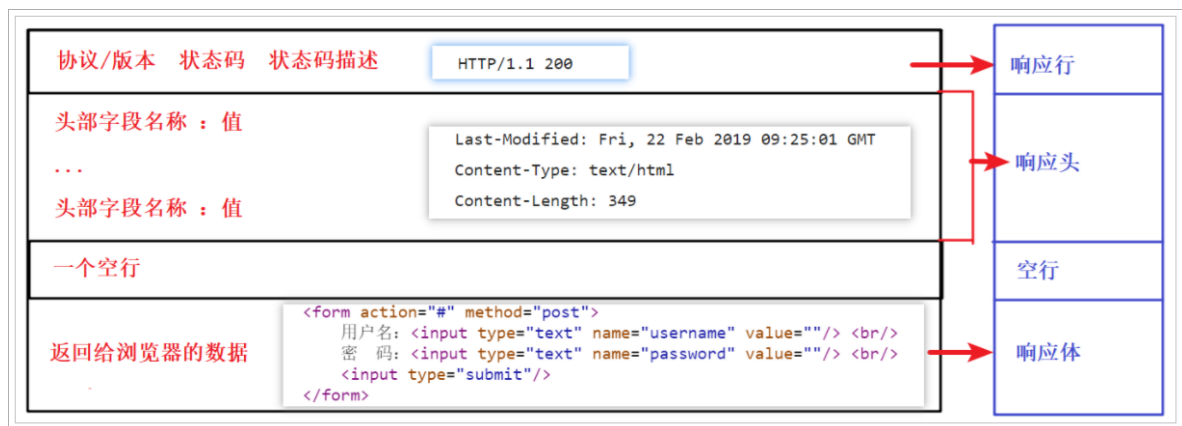 协议/版本 状态码 状态码描述 HTTP/1.1 200 响应行
头部字段名称 ：值
...
头部字段名称 ：值
Last-Modified: Fri, 22 Feb 2019 09:25:01 GMT
Content-Type: text/html
Content-Length: 349
响应头
一个空行 空行
返回给浏览器的数据
<form action="#" method="post">
用户名: <input type="text" name="username" value=""/> <br/>
密 码: <input type="text" name="password" value=""/> <br/>
<input type="submit"/>
</form>
响应体